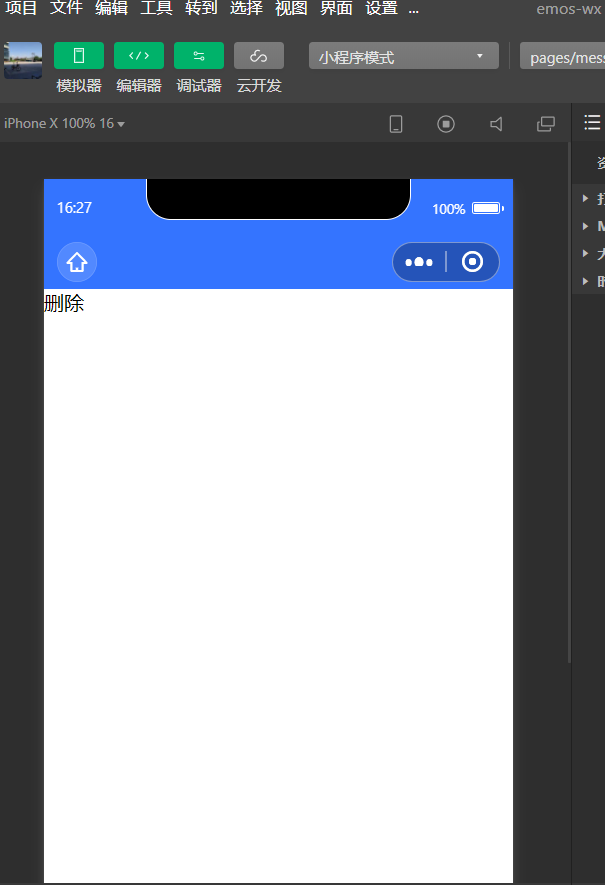 项目 文件 编辑 工具 转到 选择 视图 界面 设置 ... emos-wx
小程序模式 pages/mess
模拟器 编辑器 调试器 云开发
iPhone X 100% 16
16:27 100%
删除